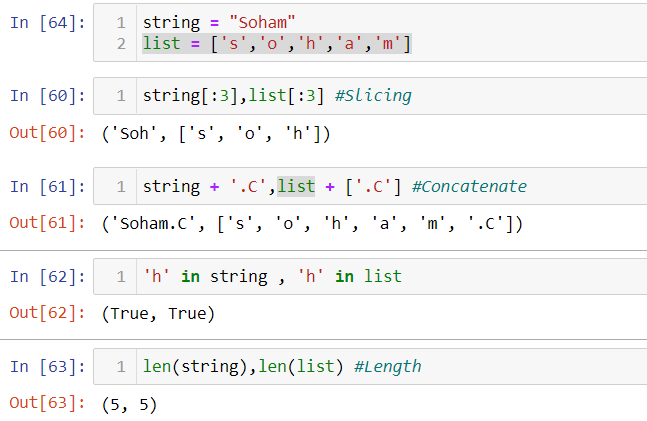 In [64]: 1 string = "Soham"
2 list = ['s','o','h','a','m']
In [60]: 1 string[:3],list[:3] #Slicing
Out[60]: ('Soh', ['s', 'o', 'h'])
In [61]: 1 string + '.C',list + ['.C'] #Concatenate
Out[61]: ('Soham.C', ['s', 'o', 'h', 'a', 'm', '.C'])
In [62]: 1 'h' in string , 'h' in list
Out[62]: (True, True)
In [63]: 1 len(string),len(list) #Length
Out[63]: (5, 5)